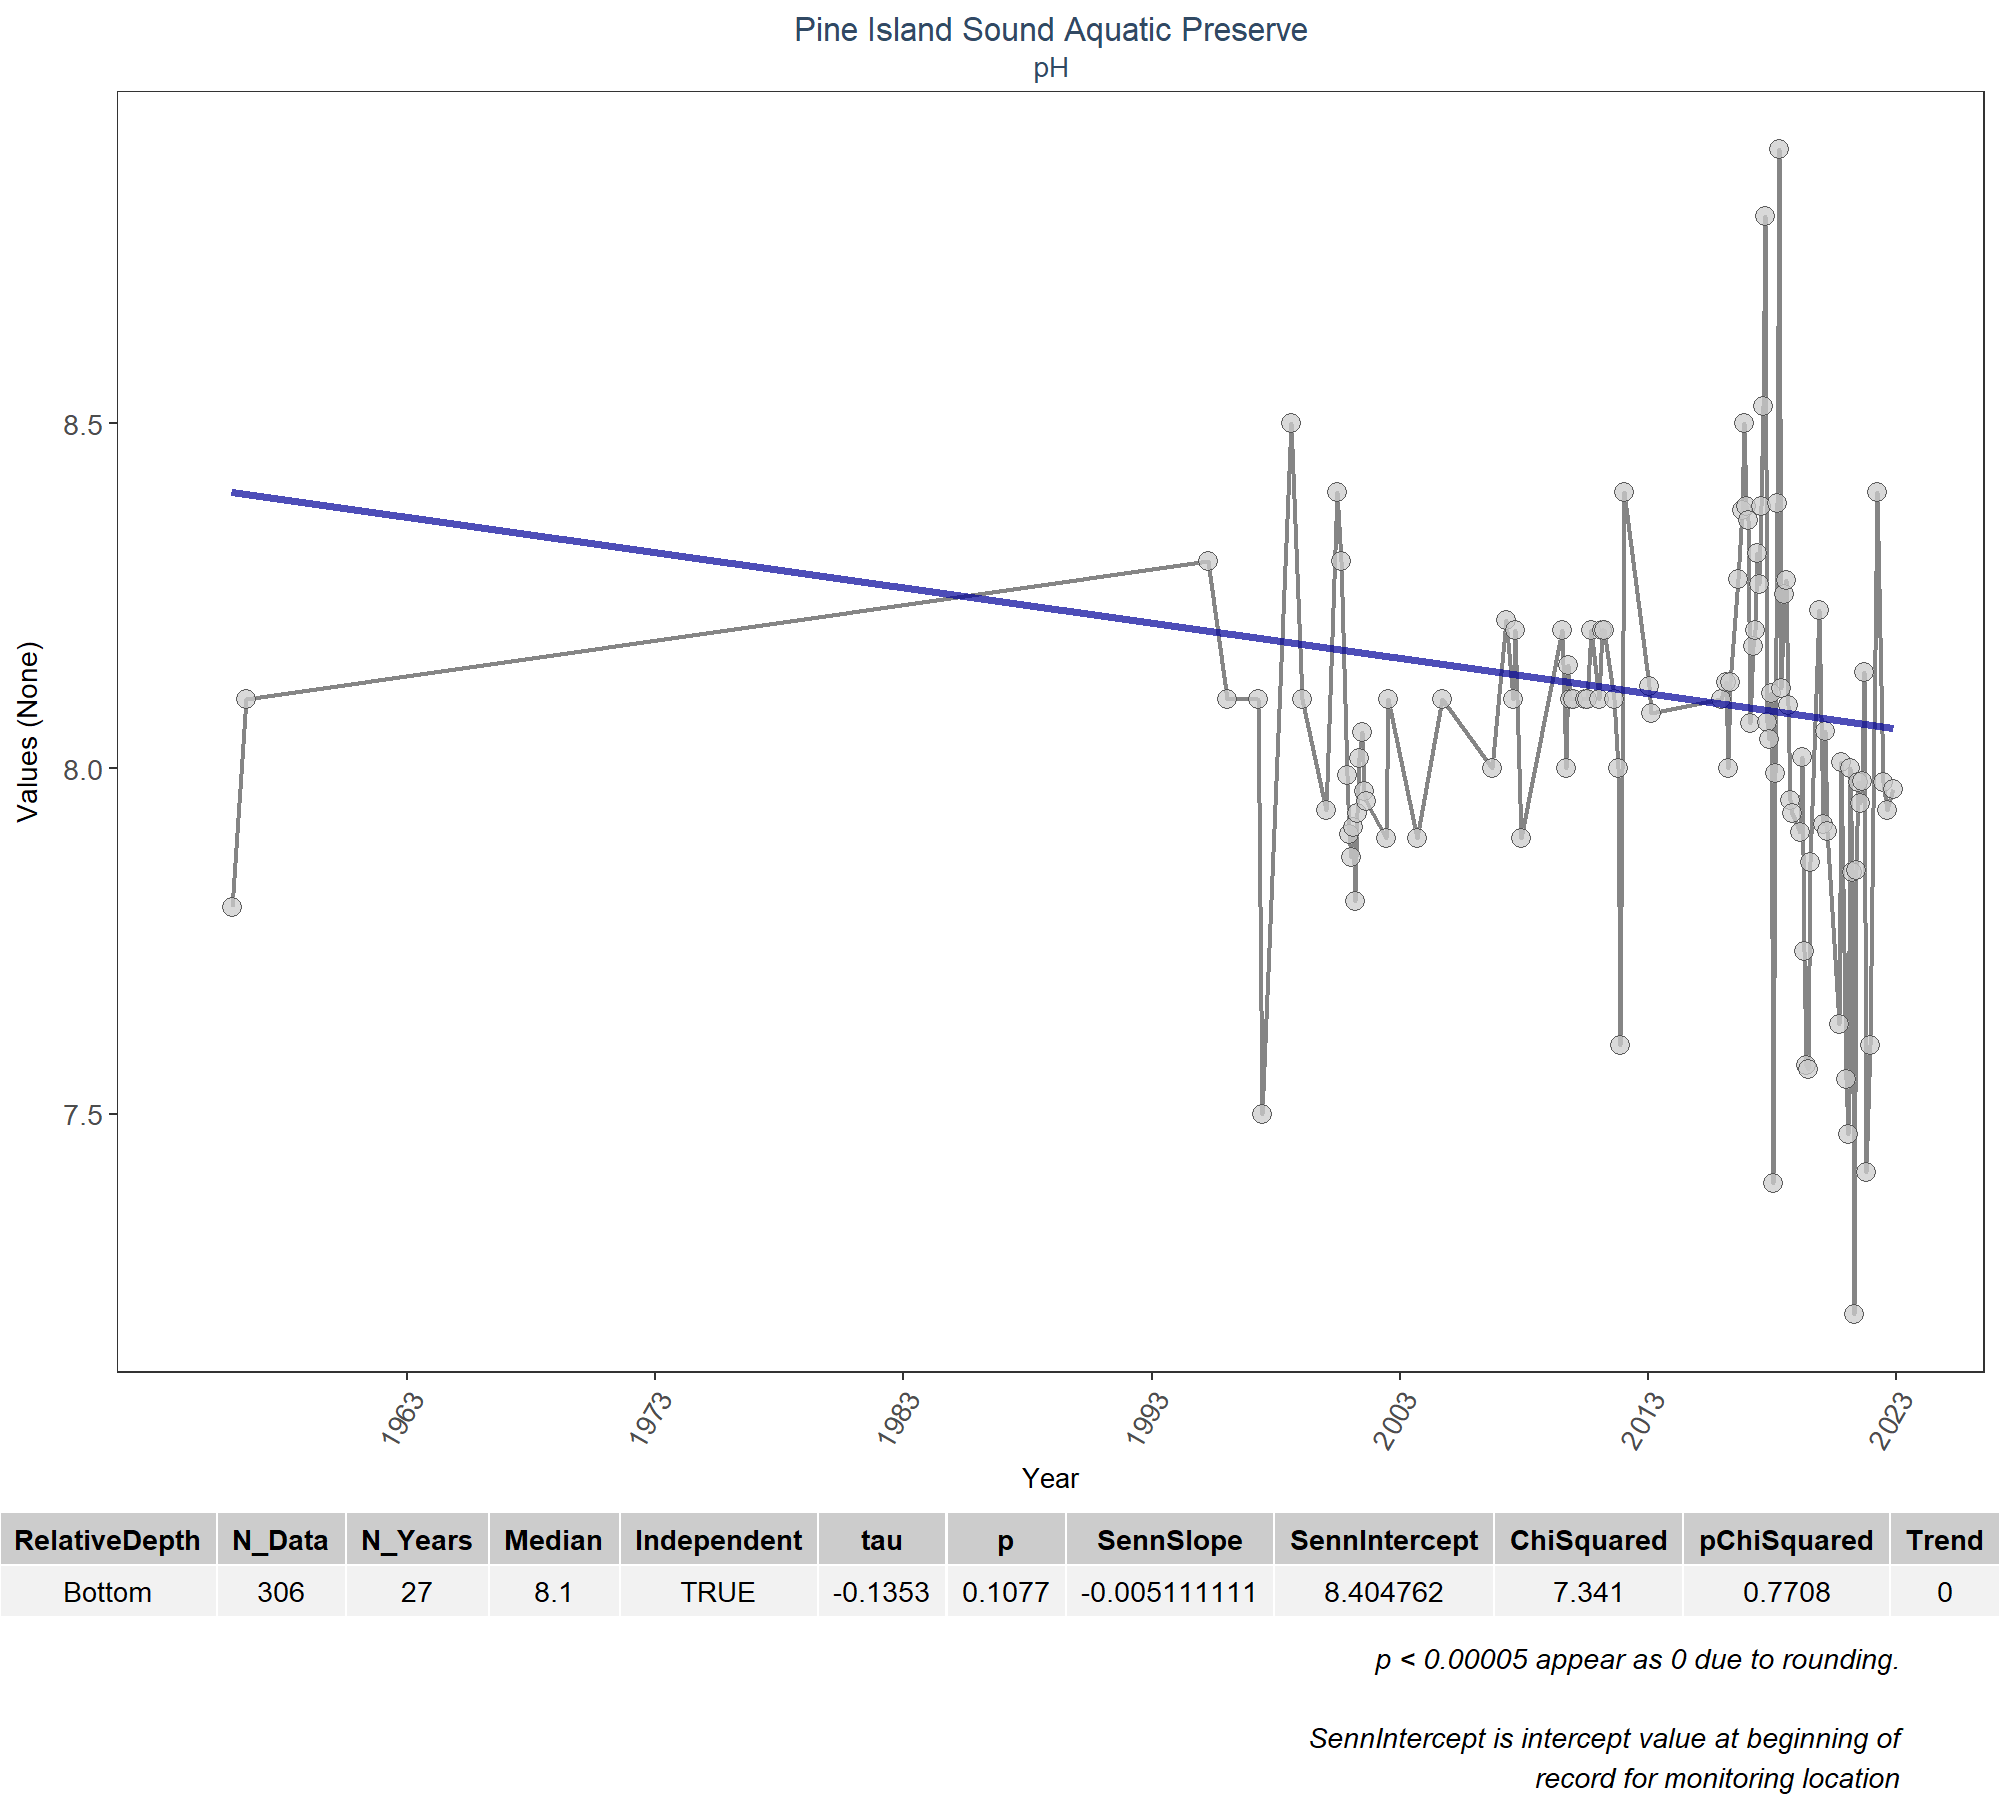 Pine Island Sound Aquatic Preserve
pH
Values (None)
8.5
8.0
7.5
1963
1973
1983
1993
2003
2013
2023
Year
RelativeDepth N_Data N_Years Median Independent tau p SennSlope SennIntercept ChiSquared pChiSquared Trend
Bottom 306 27 8.1 TRUE -0.1353 0.1077 -0.005111111 8.404762 7.341 0.7708 0
p < 0.00005 appear as 0 due to rounding.
SennIntercept is intercept value at beginning of
record for monitoring location